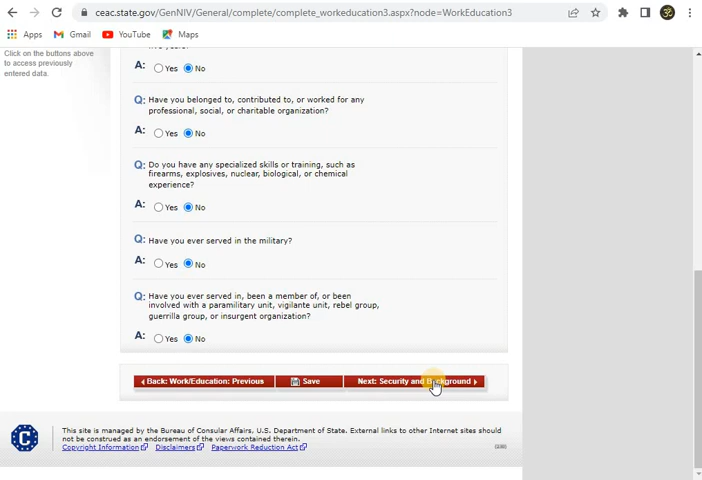 ceac.state.gov/GenNIV/General/complete/complete_workeducation3.aspx?node=WorkEducation3
Apps Gmail YouTube Maps
Click on the buttons above
to access previously
entered data.
A: Yes No
Q: Have you belonged to, contributed to, or worked for any
professional, social, or charitable organization?
A: Yes No
Q: Do you have any specialized skills or training, such as
firearms, explosives, nuclear, biological, or chemical
experience?
A: Yes No
Q: Have you ever served in the military?
A: Yes No
Q: Have you ever served in, been a member of, or been
involved with a paramilitary unit, vigilante unit, rebel group,
guerrilla group, or insurgent organization?
A: Yes No
Back: Work/Education: Previous Save Next: Security and Background
This site is managed by the Bureau of Consular Affairs, U.S. Department of State. External links to other Internet sites should
not be construed as an endorsement of the views contained therein.
Copyright Information Disclaimers Paperwork Reduction Act